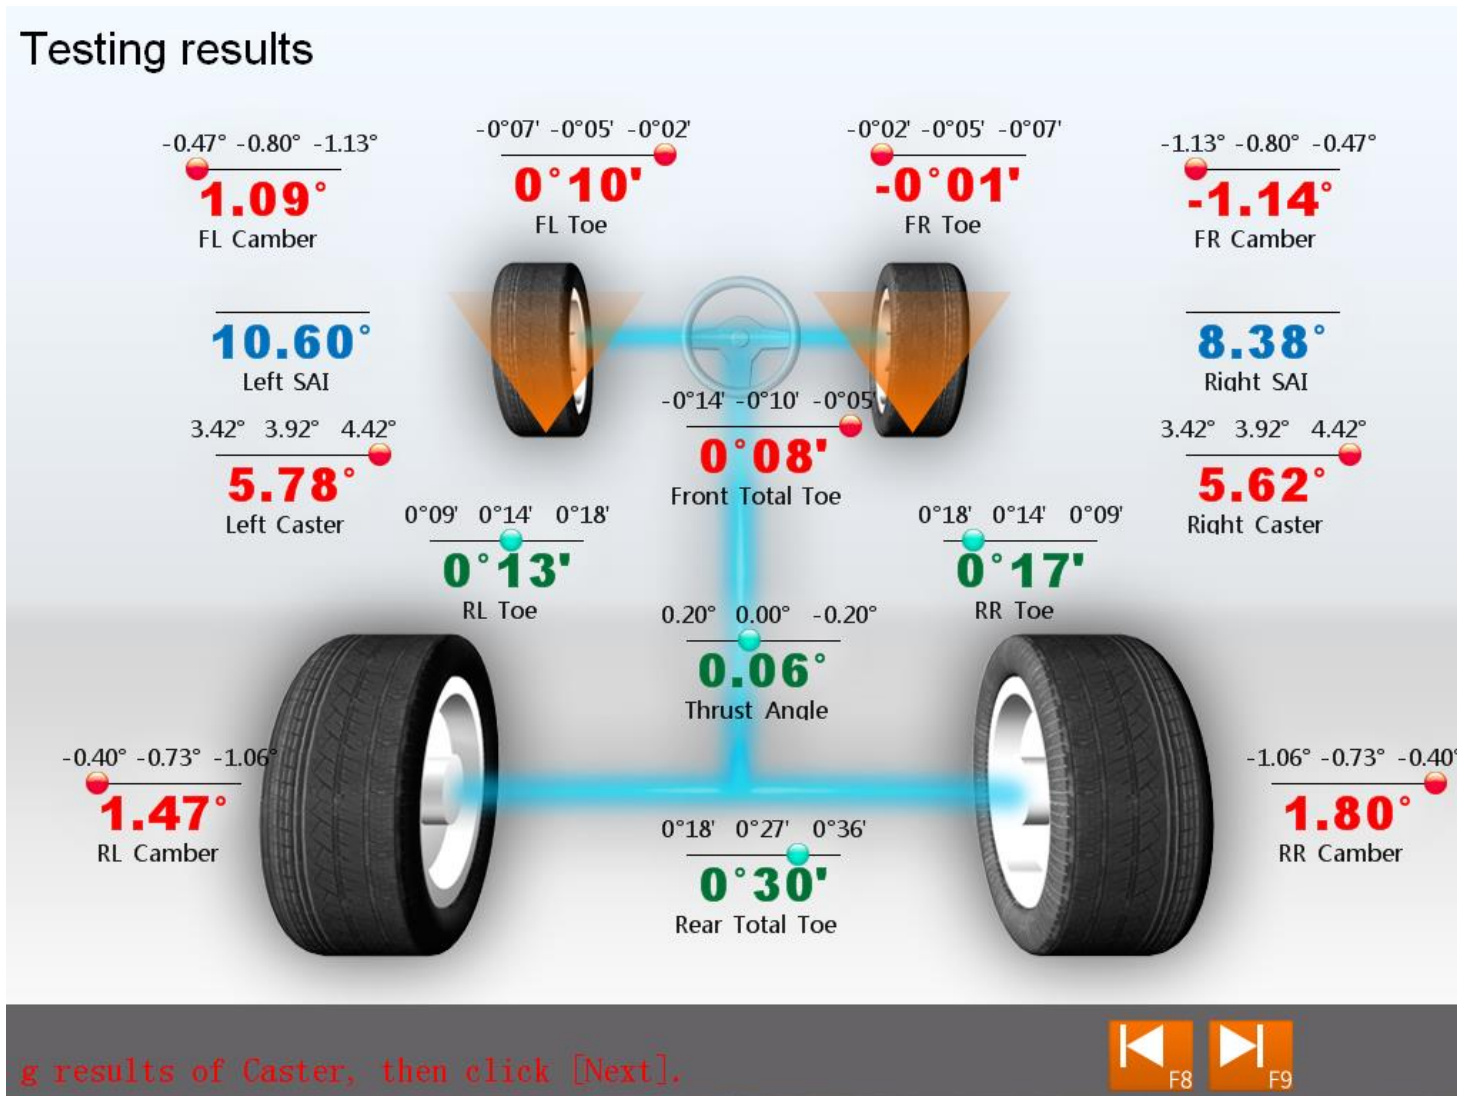 Testing results
-0°07' -0°05' -0°02'
-0°02' -0°05' -0°07'
-0.47° -0.80° -1.13°
-1.13° -0.80° -0.47°
0°10'
-0°01'
1.09°
-1.14°
FL Toe
FR Toe
FL Camber
FR Camber
10.60°
8.38°
Left SAI
Right SAI
-0°14' -0°10' -0°05'
3.42° 3.92° 4.42°
3.42° 3.92° 4.42°
0°08'
5.78°
5.62°
Front Total Toe
Left Caster
Right Caster
0°09' 0°14' 0°18'
0°18' 0°14' 0°09'
0°13'
0°17'
RL Toe
RR Toe
0.20° 0.00° -0.20°
0.06°
Thrust Angle
-0.40° -0.73° -1.06°
-1.06° -0.73° -0.40°
1.47°
1.80°
RL Camber
RR Camber
0°18' 0°27' 0°36'
0°30'
Rear Total Toe
g results of Caster, then click [Next].
F8
F9